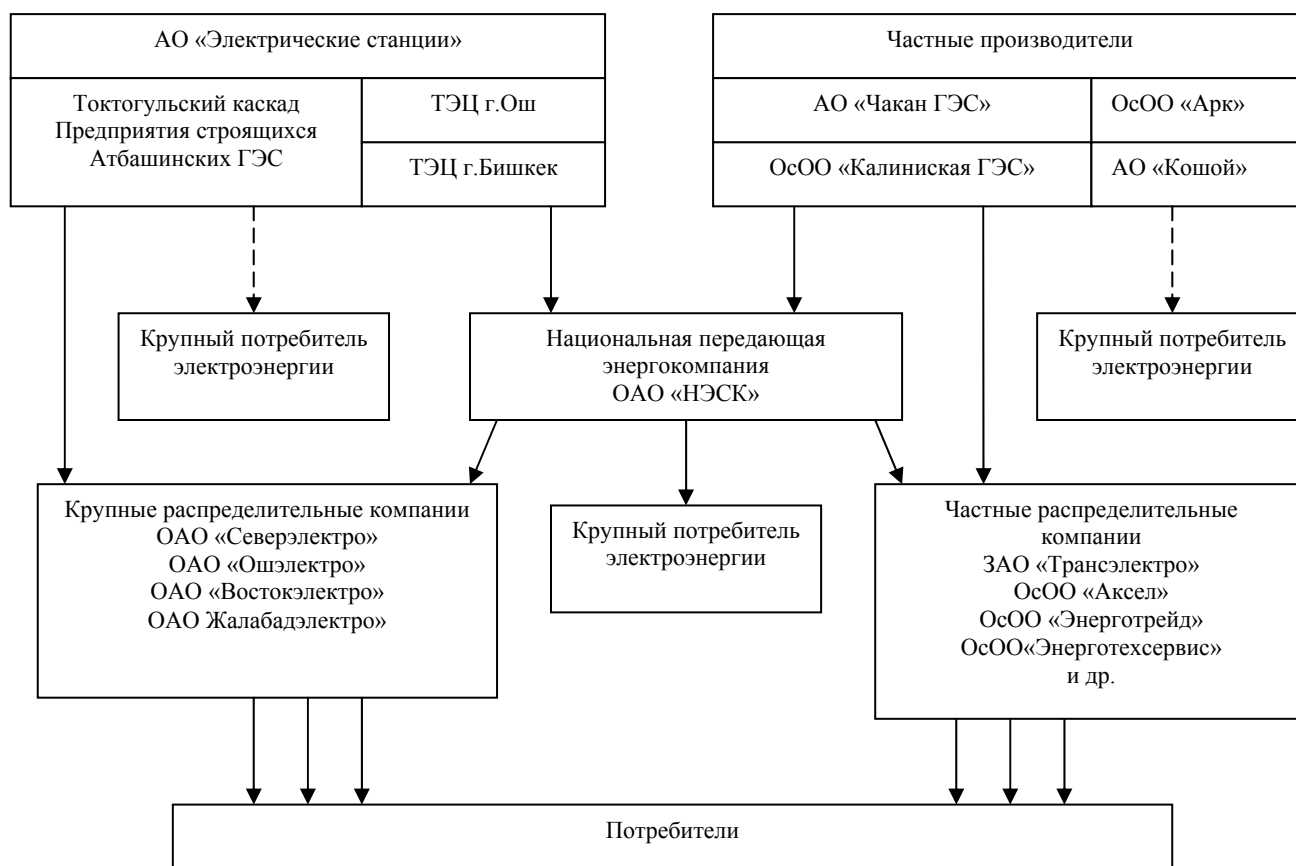 АО «Электрические станции»
Токтогульский каскад
Предприятия строящихся
Атбашинских ГЭС
ТЭЦ г.Ош
ТЭЦ г.Бишкек
Частные производители
АО «Чакан ГЭС»
ОсОО «Арк»
ОсОО «Калиниская ГЭС»
АО «Кошой»
Крупный потребитель
электроэнергии
Национальная передающая
энергокомпания
ОАО «НЭСК»
Крупный потребитель
электроэнергии
Крупные распределительные компании
ОАО «Северэлектро»
ОАО «Ошэлектро»
ОАО «Востокэлектро»
ОАО Жалабадэлектро»
Крупный потребитель
электроэнергии
Частные распределительные
компании
ЗАО «Трансэлектро»
ОсОО «Аксел»
ОсОО «Энерготрейд»
ОсОО«Энерготехсервис»
и др.
Потребители